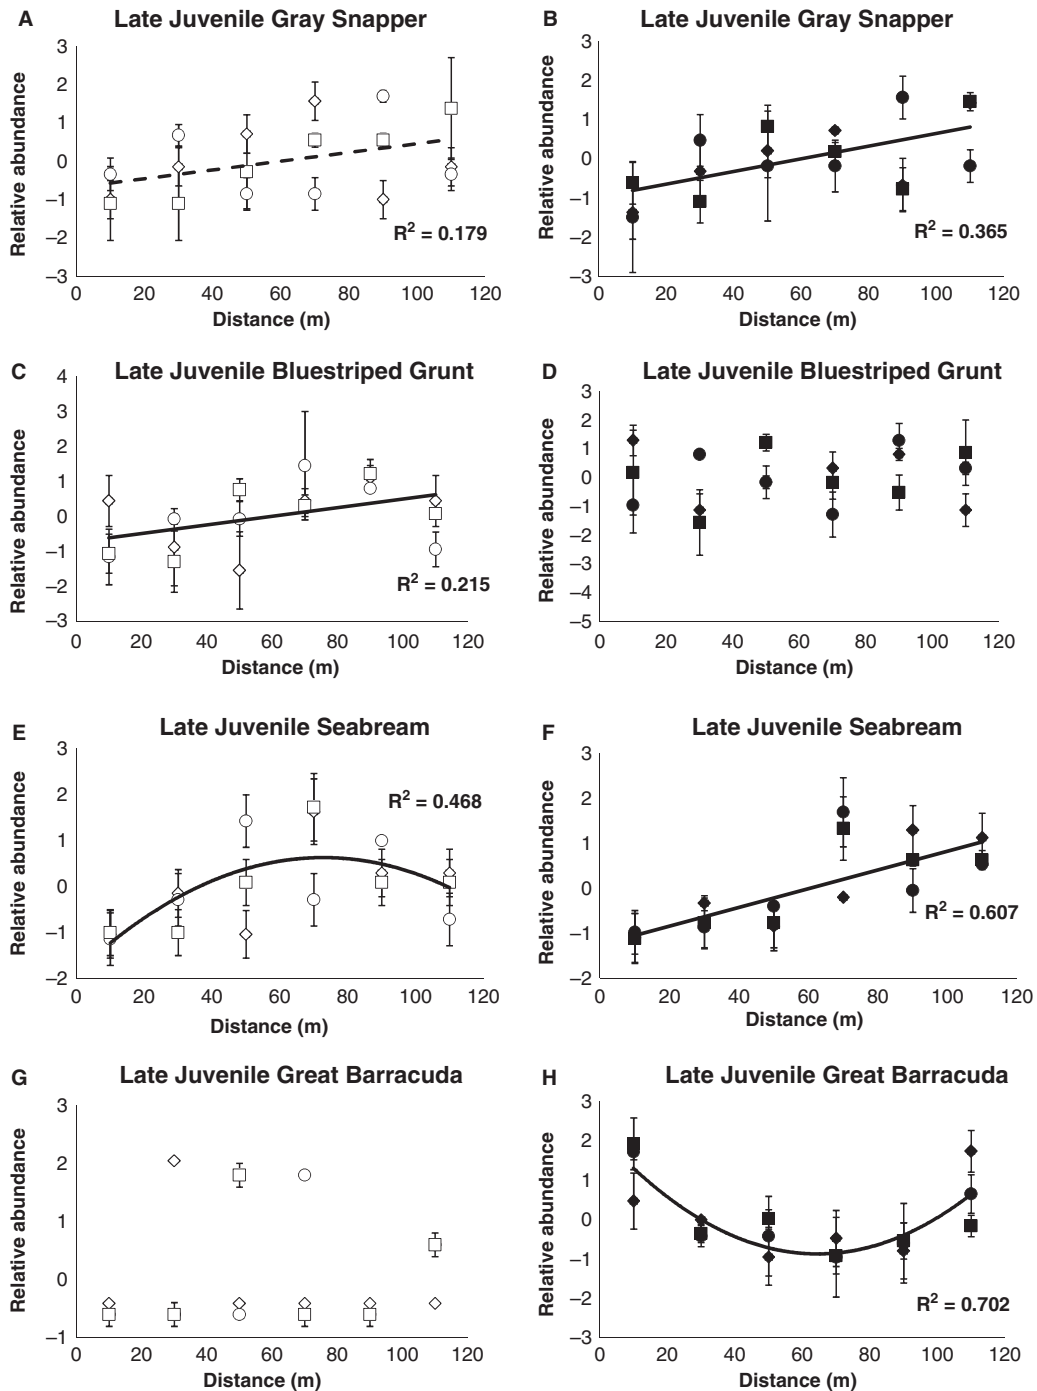 A Late Juvenile Gray Snapper
3
2
1
0
–1
–2
–3
Relative abundance
R2 = 0.179
0 20 40 60 80 100 120
Distance (m)
B Late Juvenile Gray Snapper
3
2
1
0
–1
–2
–3
Relative abundance
R2 = 0.365
0 20 40 60 80 100 120
Distance (m)
C Late Juvenile Bluestriped Grunt
4
3
2
1
0
–1
–2
–3
Relative abundance
R2 = 0.215
0 20 40 60 80 100 120
Distance (m)
D Late Juvenile Bluestriped Grunt
3
2
1
0
–1
–2
–3
–4
–5
Relative abundance
0 20 40 60 80 100 120
Distance (m)
E Late Juvenile Seabream
3
2
1
0
–1
–2
Relative abundance
R2 = 0.468
0 20 40 60 80 100 120
Distance (m)
F Late Juvenile Seabream
3
2
1
0
–1
–2
Relative abundance
R2 = 0.607
0 20 40 60 80 100 120
Distance (m)
G Late Juvenile Great Barracuda
3
2
1
0
–1
Relative abundance
0 20 40 60 80 100 120
Distance (m)
H Late Juvenile Great Barracuda
3
2
1
0
–1
–2
–3
Relative abundance
R2 = 0.702
0 20 40 60 80 100 120
Distance (m)